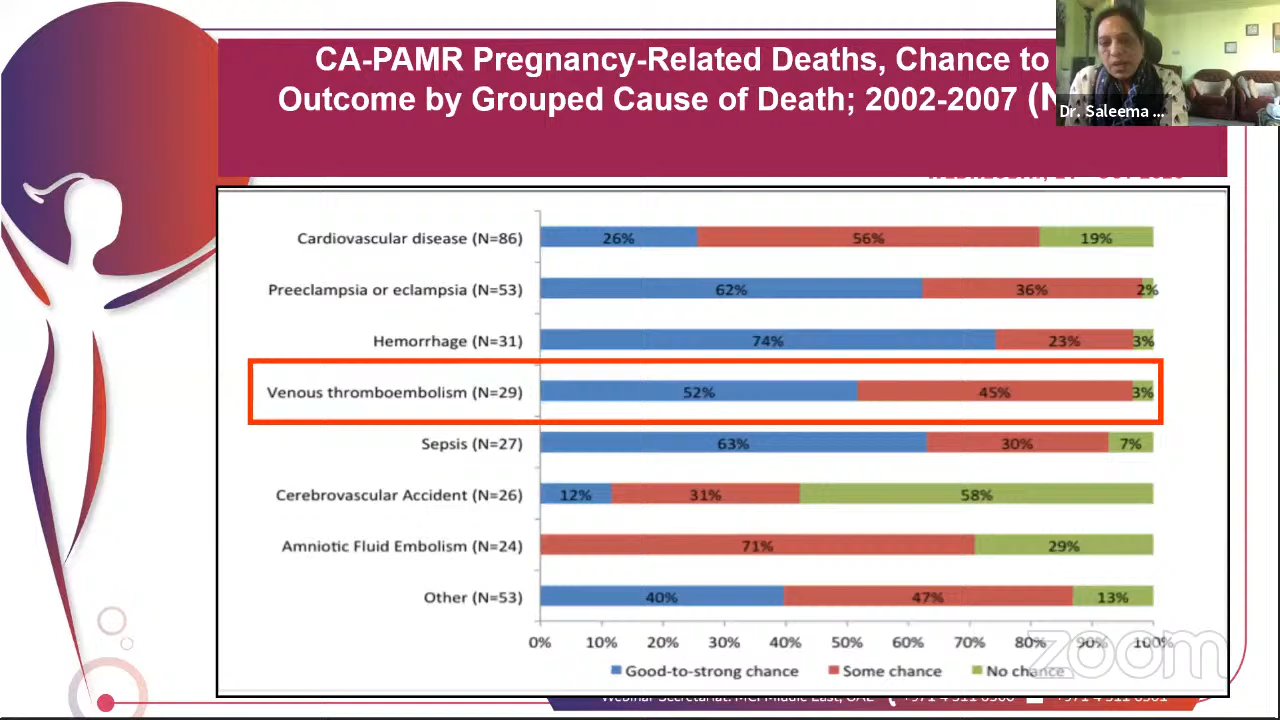 CA-PAMR Pregnancy-Related Deaths, Chance to
Outcome by Grouped Cause of Death; 2002-2007 (N
Dr. Saleema ...
Cardiovascular disease (N=86) 26% 56% 19%
Preeclampsia or eclampsia (N=53) 62% 36% 2%
Hemorrhage (N=31) 74% 23% 3%
Venous thromboembolism (N=29) 52% 45% 3%
Sepsis (N=27) 63% 30% 7%
Cerebrovascular Accident (N=26) 12% 31% 58%
Amniotic Fluid Embolism (N=24) 71% 29%
Other (N=53) 40% 47% 13%
0% 10% 20% 30% 40% 50% 60% 70% 80% 90% 100%
Good-to-strong chance Some chance No chance
zoom